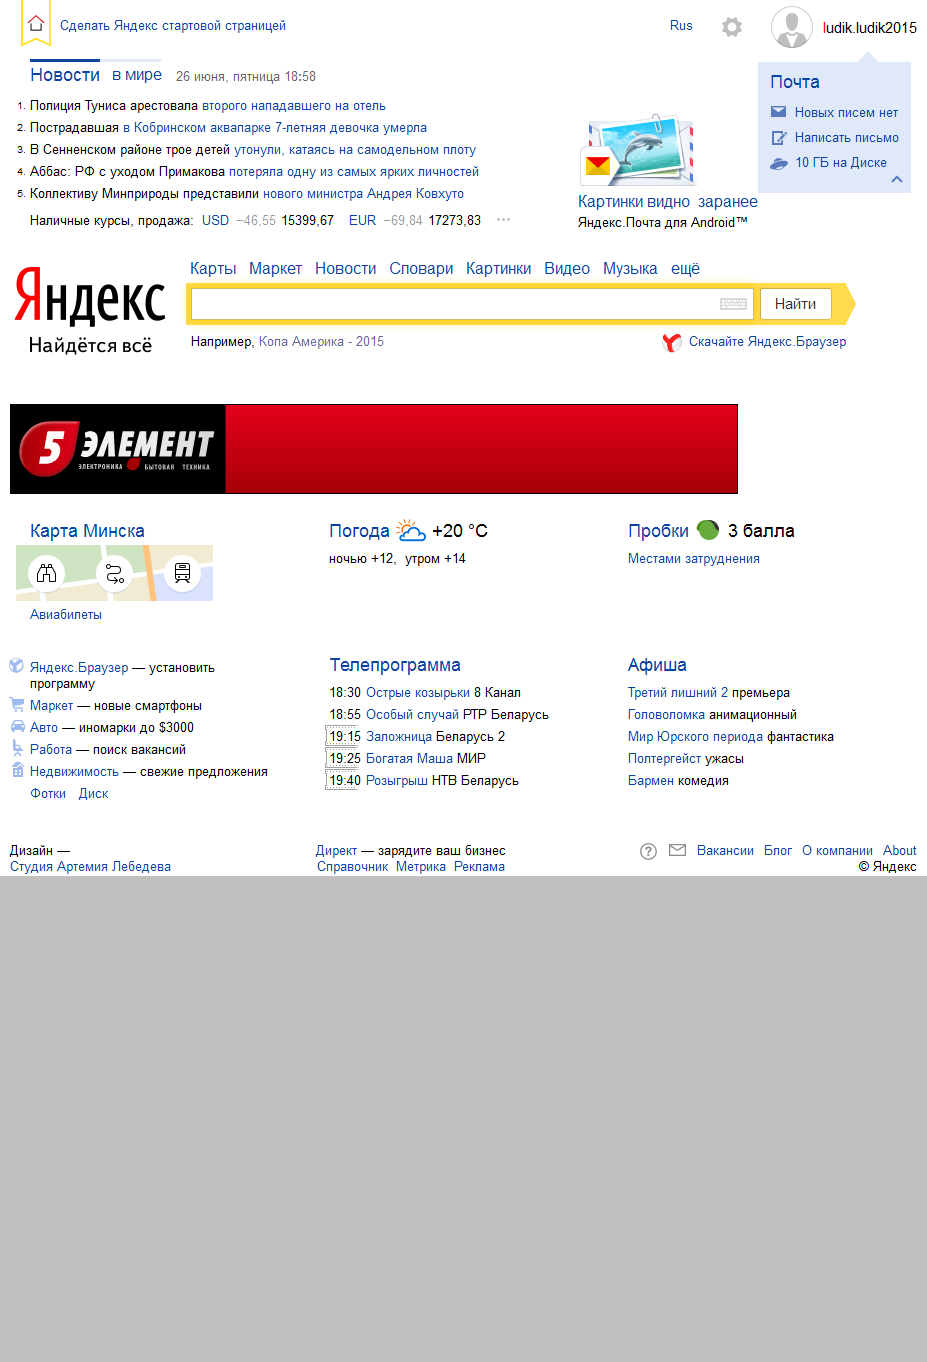 Сделать Яндекс стартовой страницей
Rus
ludik.ludik2015
Новости в мире 26 июня, пятница 18:58
1. Полиция Туниса арестовала второго нападавшего на отель
2. Пострадавшая в Кобринском аквапарке 7-летняя девочка умерла
3. В Сенненском районе трое детей утонули, катаясь на самодельном плоту
4. Аббас: РФ с уходом Примакова потеряла одну из самых ярких личностей
5. Коллективу Минприроды представили нового министра Андрея Ковхуто
Наличные курсы, продажа: USD −46,55 15399,67 EUR −69,84 17273,83
Картинки видно заранее
Яндекс.Почта для Android™
Почта
Новых писем нет
Написать письмо
10 ГБ на Диске
Карты Маркет Новости Словари Картинки Видео Музыка ещё
Яндекс
Найдётся всё
Найти
Например, Копа Америка - 2015
Скачайте Яндекс.Браузер
5 ЭЛЕМЕНТ
ЭЛЕКТРОНИКА БЫТОВАЯ ТЕХНИКА
Карта Минска
Авиабилеты
Погода +20 °C
ночью +12, утром +14
Пробки 3 балла
Местами затруднения
Яндекс.Браузер — установить
программу
Маркет — новые смартфоны
Авто — иномарки до $3000
Работа — поиск вакансий
Недвижимость — свежие предложения
Фотки Диск
Телепрограмма
18:30 Острые козырьки 8 Канал
18:55 Особый случай РТР Беларусь
19:15 Заложница Беларусь 2
19:25 Богатая Маша МИР
19:40 Розыгрыш НТВ Беларусь
Афиша
Третий лишний 2 премьера
Головоломка анимационный
Мир Юрского периода фантастика
Полтергейст ужасы
Бармен комедия
Дизайн —
Студия Артемия Лебедева
Директ — зарядите ваш бизнес
Справочник Метрика Реклама
Вакансии Блог О компании About
© Яндекс